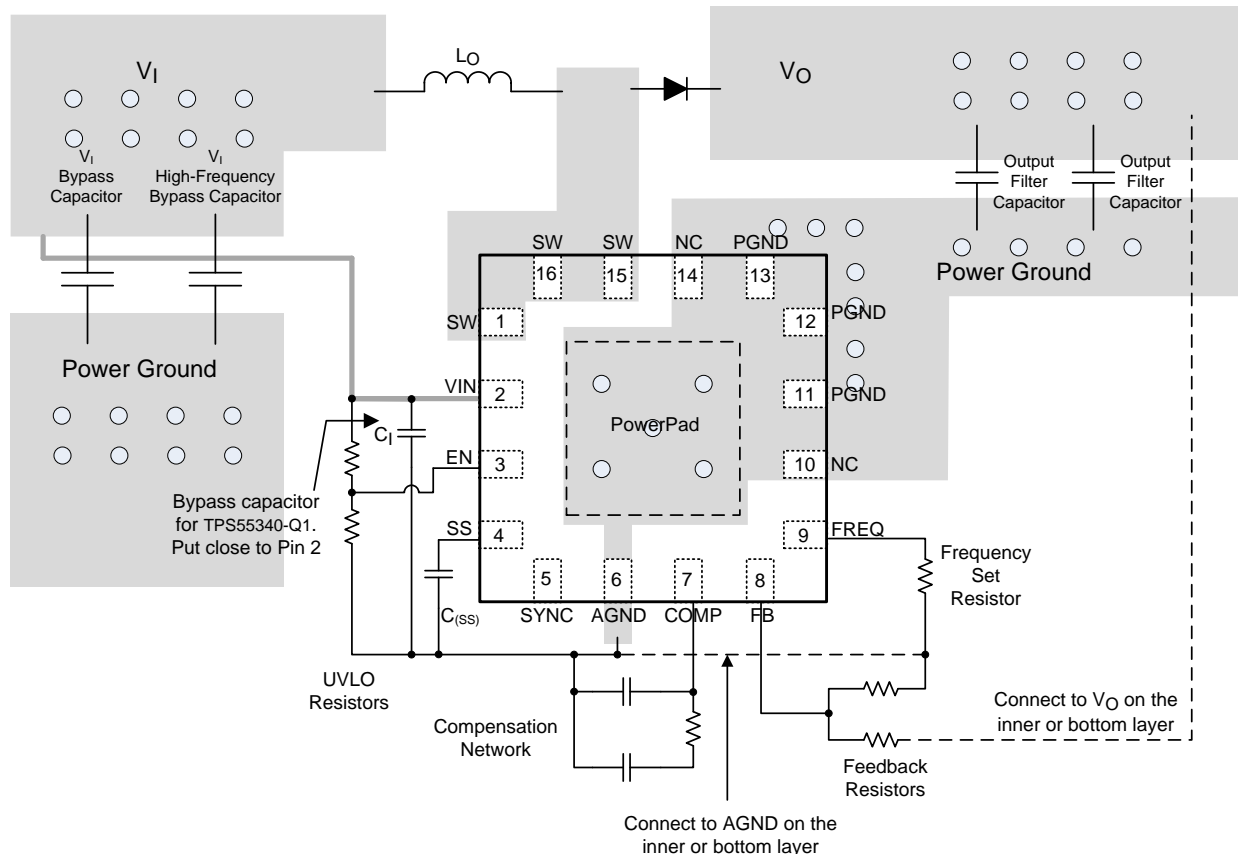 LO
VI
VO
VI
Bypass
Capacitor
VI
High-Frequency
Bypass Capacitor
Output
Filter
Capacitor
Output
Filter
Capacitor
Power Ground
Power Ground
SW
SW
NC
PGND
16
15
14
13
SW
1
12
PGND
VIN
2
11
PGND
PowerPad
CI
EN
3
10
NC
SS
4
9
FREQ
Bypass capacitor
for TPS55340-Q1.
Put close to Pin 2
Frequency
Set
Resistor
5
6
7
8
C(SS)
SYNC
AGND
COMP
FB
UVLO
Resistors
Compensation
Network
Connect to VO on the
inner or bottom layer
Feedback
Resistors
Connect to AGND on the
inner or bottom layer